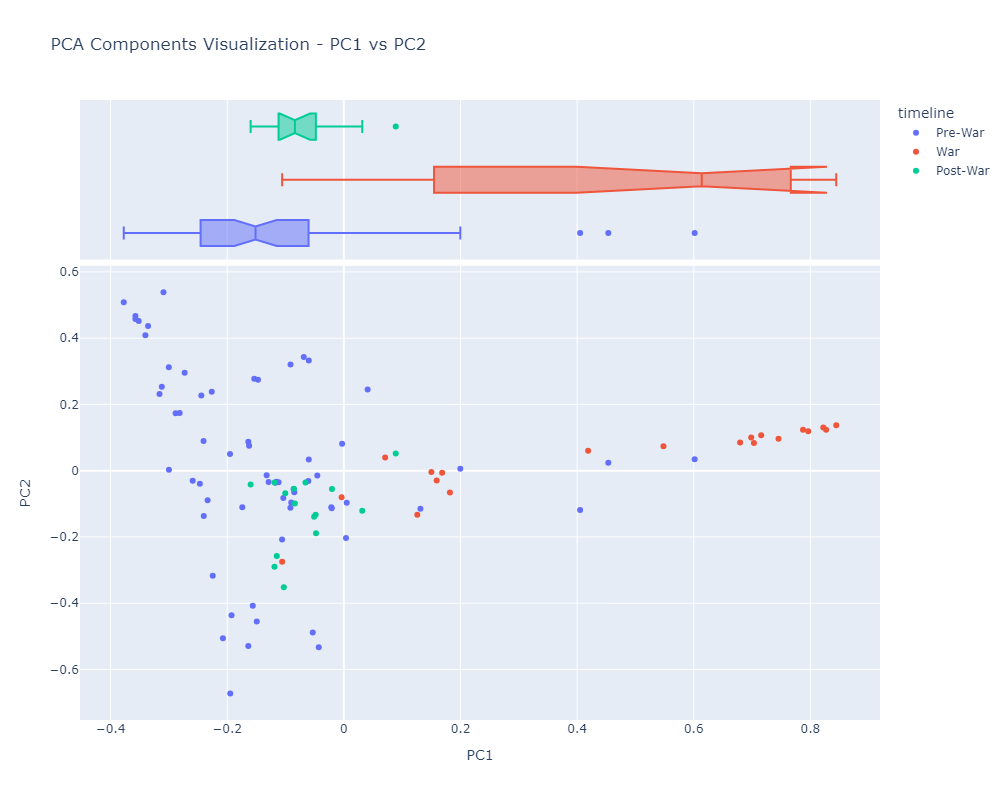 PCA Components Visualization - PC1 vs PC2
timeline
Pre-War
War
Post-War
0.6
0.4
0.2
0
−0.2
−0.4
−0.6
PC2
−0.4 −0.2 0 0.2 0.4 0.6 0.8
PC1